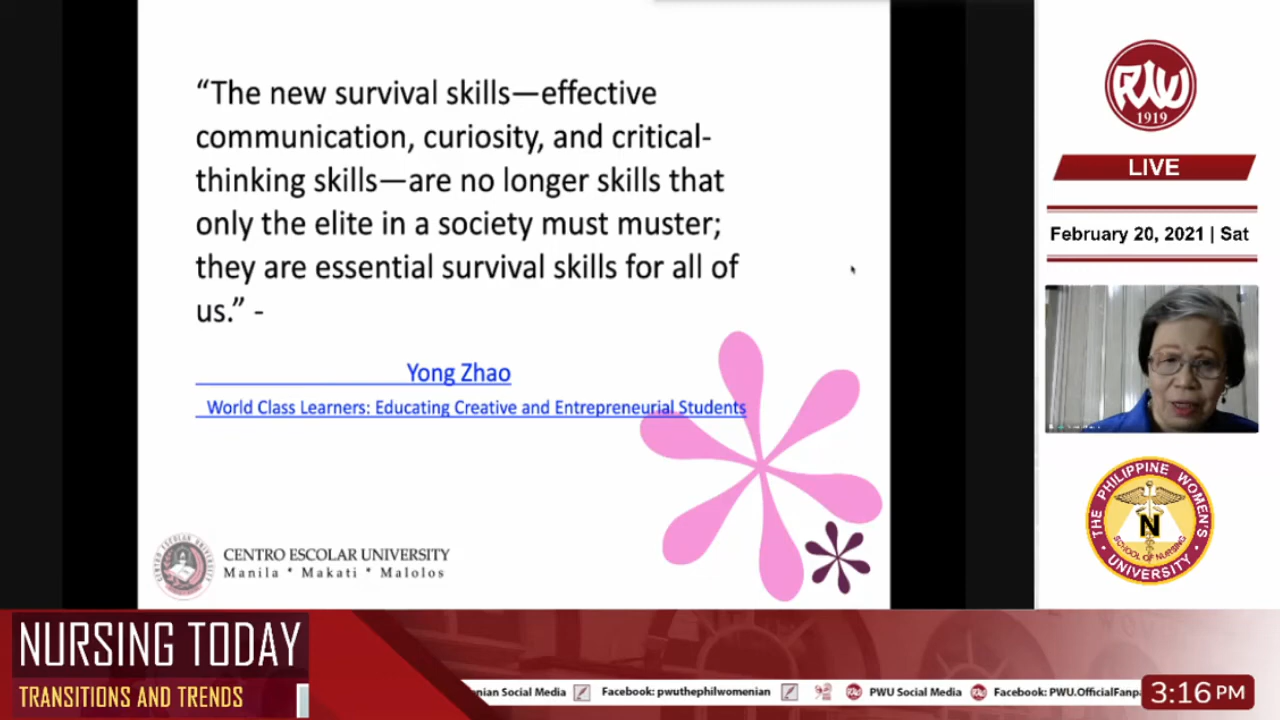 “The new survival skills—effective
communication, curiosity, and critical-
thinking skills—are no longer skills that
only the elite in a society must muster;
they are essential survival skills for all of
us.” -
Yong Zhao
World Class Learners: Educating Creative and Entrepreneurial Students
CENTRO ESCOLAR UNIVERSITY
Manila * Makati * Malolos
PWU
1919
LIVE
February 20, 2021 | Sat
THE PHILIPPINE WOMEN'S
UNIVERSITY
SCHOOL OF NURSING
N
NURSING TODAY
TRANSITIONS AND TRENDS
nian Social Media
Facebook: pwuthephilwomenian
PWU Social Media
Facebook: PWU.OfficialFanpa
3:16 PM